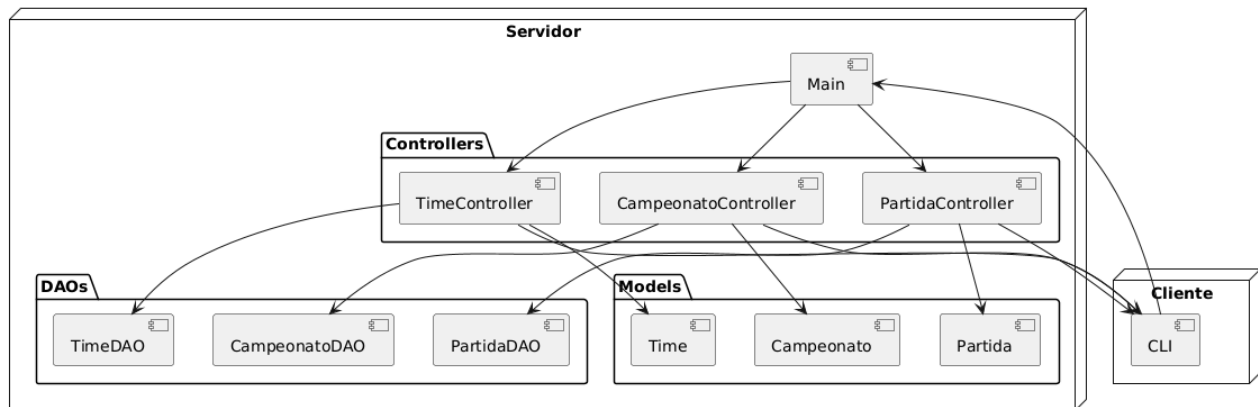 Servidor
Main
Controllers
TimeController
CampeonatoController
PartidaController
DAOs
TimeDAO
CampeonatoDAO
PartidaDAO
Models
Time
Campeonato
Partida
Cliente
CLI